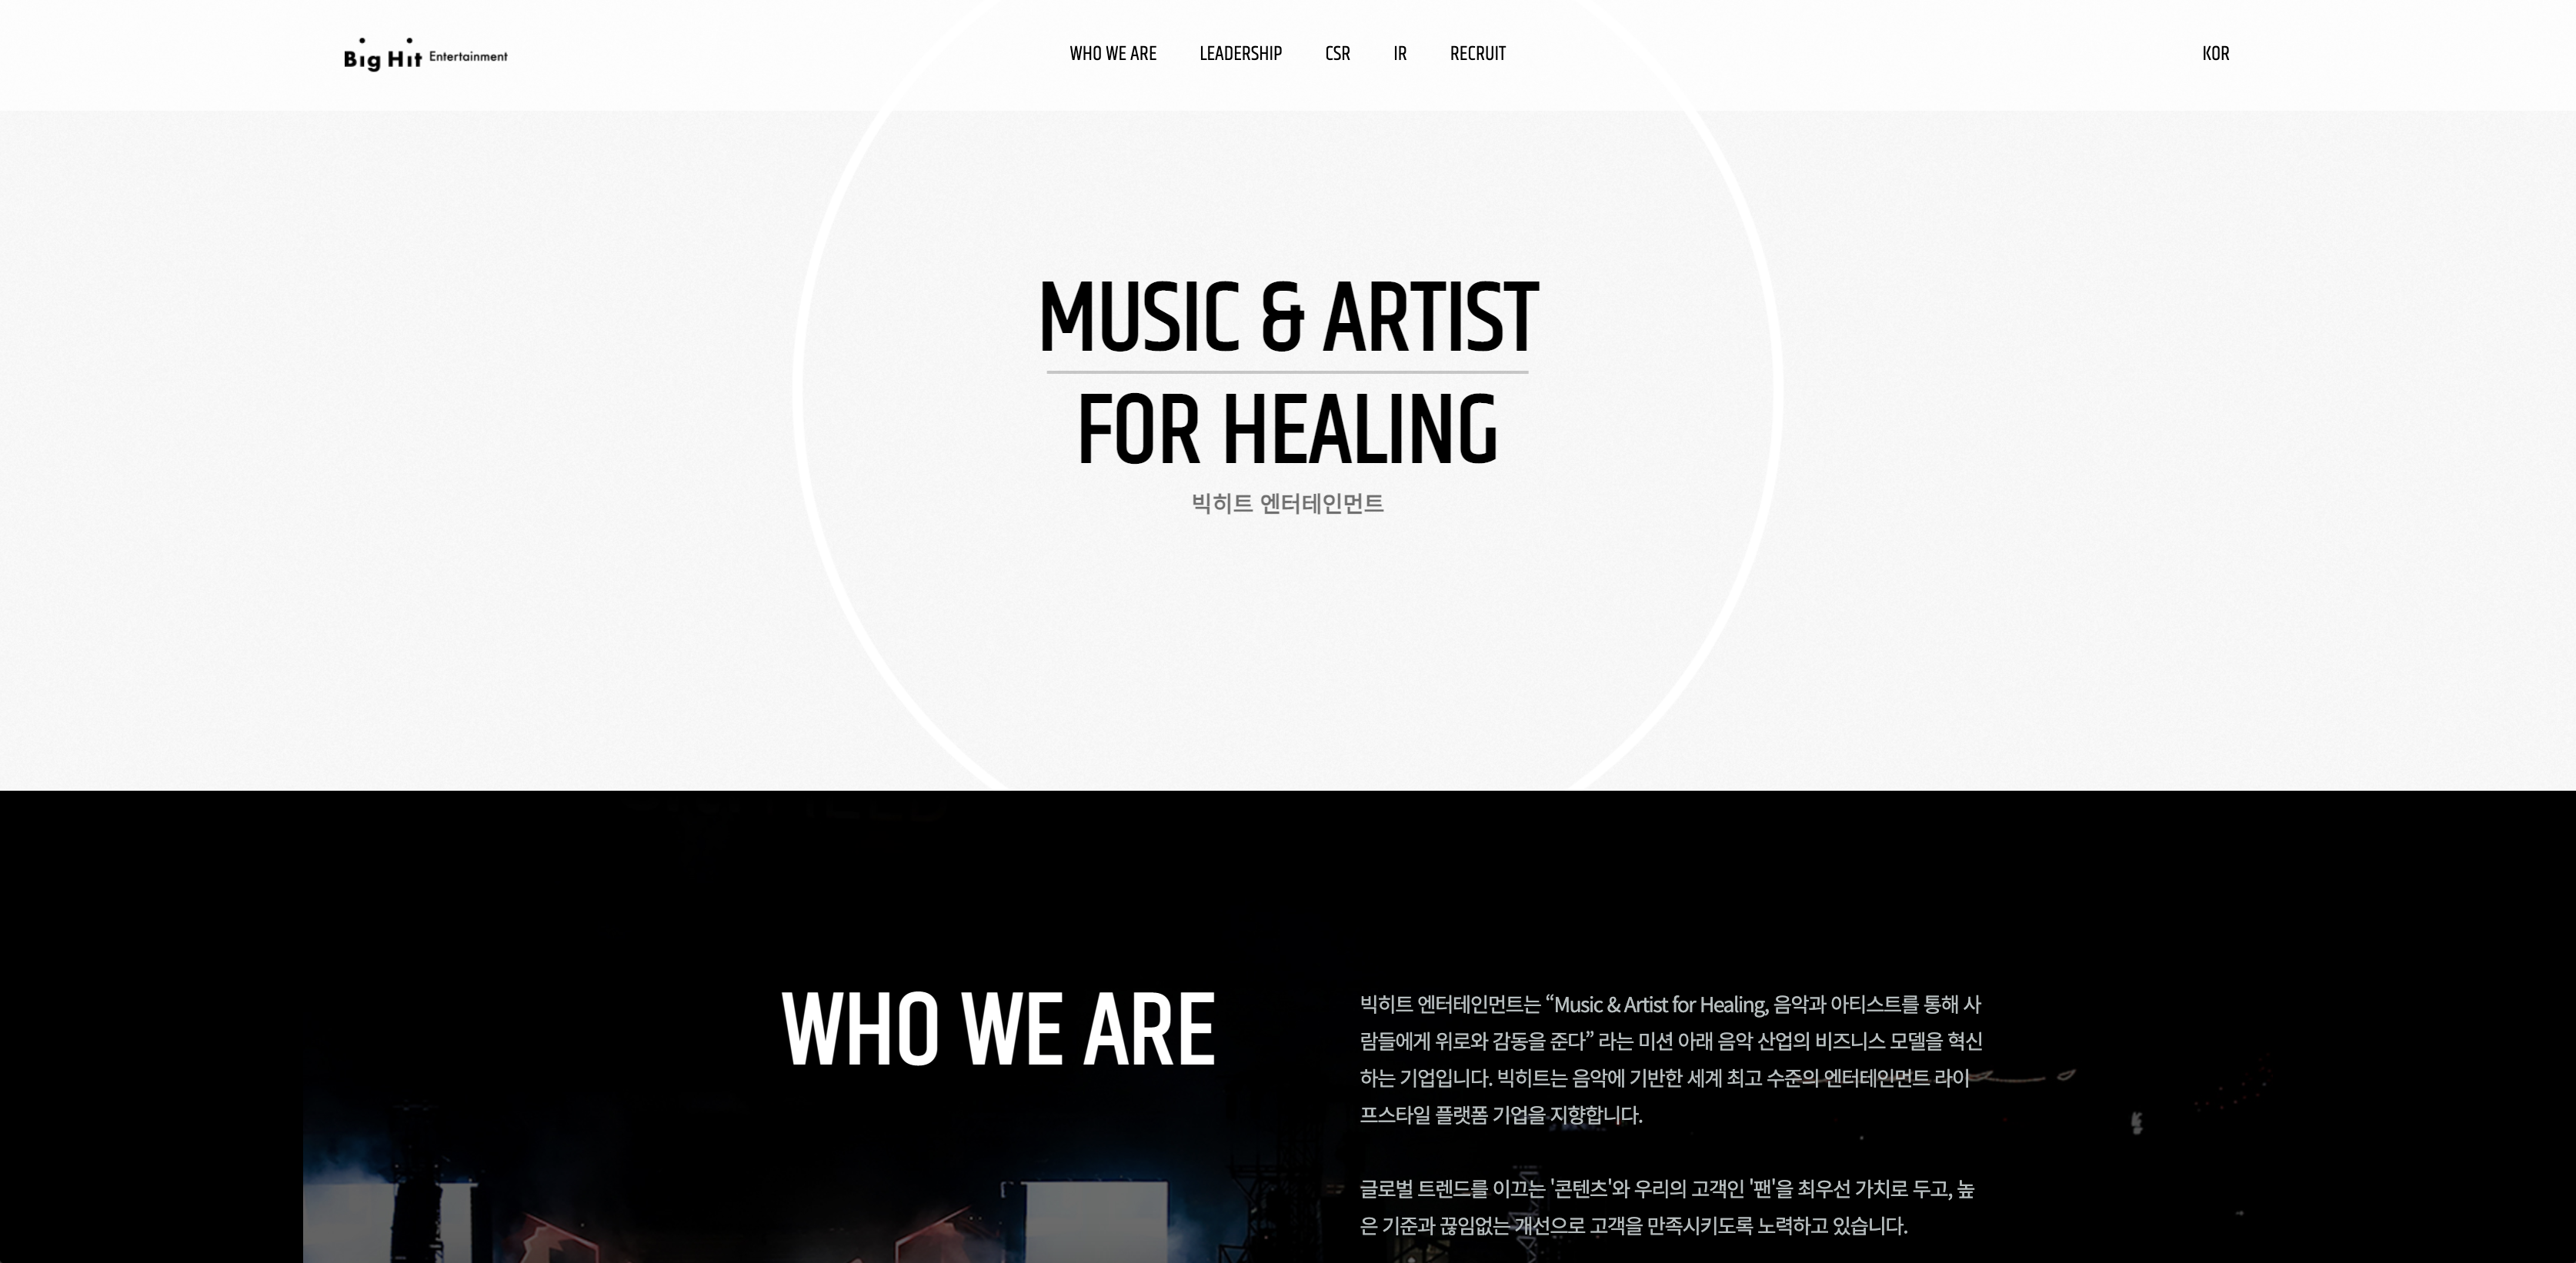 Big Hit Entertainment
WHO WE ARE LEADERSHIP CSR IR RECRUIT
KOR
MUSIC & ARTIST
FOR HEALING
빅히트 엔터테인먼트
WHO WE ARE
빅히트 엔터테인먼트는 “Music & Artist for Healing, 음악과 아티스트를 통해 사
람들에게 위로와 감동을 준다” 라는 미션 아래 음악 산업의 비즈니스 모델을 혁신
하는 기업입니다. 빅히트는 음악에 기반한 세계 최고 수준의 엔터테인먼트 라이
프스타일 플랫폼 기업을 지향합니다.
글로벌 트렌드를 이끄는 '콘텐츠'와 우리의 고객인 '팬'을 최우선 가치로 두고, 높
은 기준과 끊임없는 개선으로 고객을 만족시키도록 노력하고 있습니다.